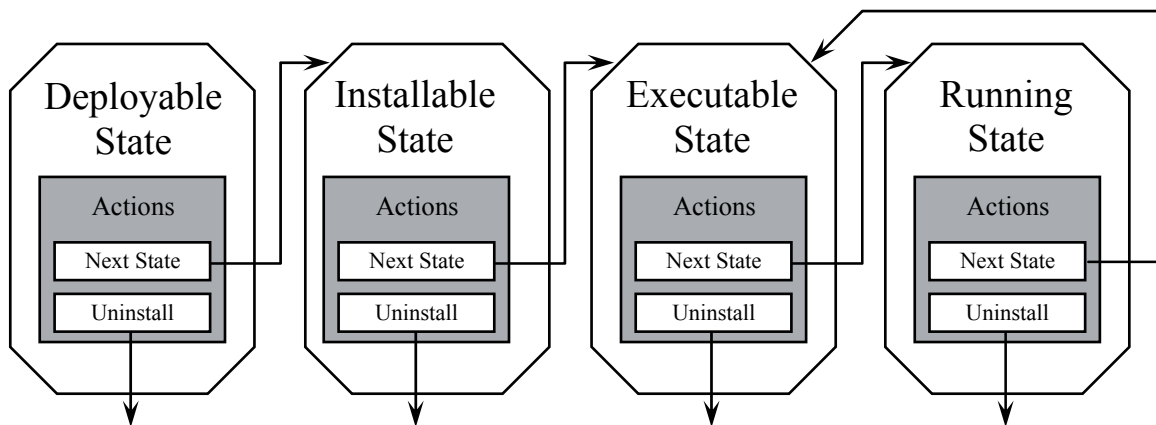 Deployable
State
Actions
Next State
Uninstall
Installable
State
Actions
Next State
Uninstall
Executable
State
Actions
Next State
Uninstall
Running
State
Actions
Next State
Uninstall